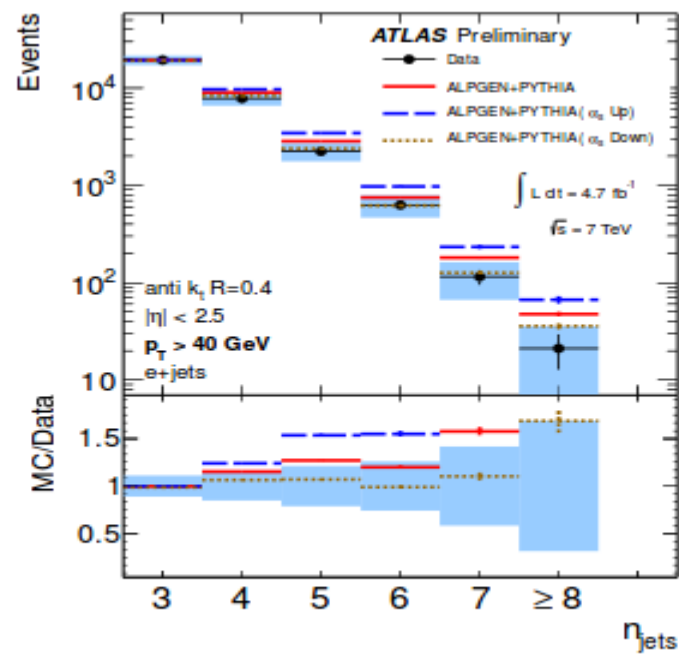 Events
ATLAS Preliminary
Data
ALPGEN+PYTHIA
ALPGEN+PYTHIA( αs Up)
ALPGEN+PYTHIA( αs Down)
∫ L dt = 4.7 fb⁻¹
√s = 7 TeV
10⁴
10³
10²
10
anti kt R=0.4
|η| < 2.5
pT > 40 GeV
e+jets
MC/Data
1.5
1
0.5
3 4 5 6 7 ≥ 8
njets